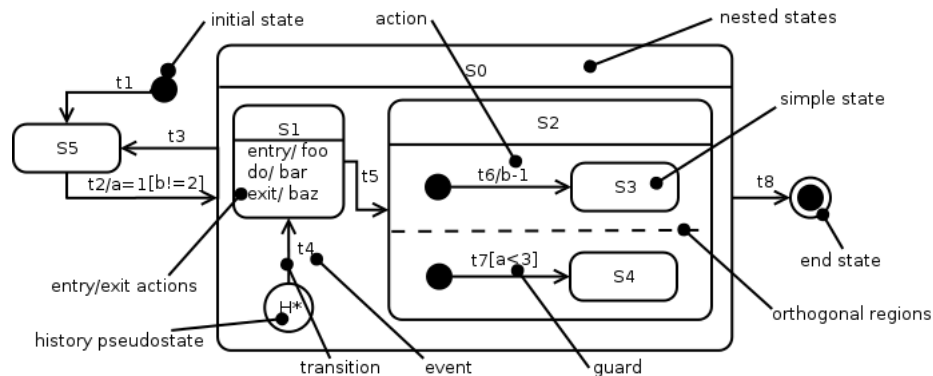 initial state
action
nested states
S0
t1
simple state
S1
S2
S5
t3
entry/ foo
do/ bar
exit/ baz
t5
t6/b-1
S3
t2/a=1[b!=2]
t8
t4
t7[a<3]
S4
end state
entry/exit actions
H*
orthogonal regions
history pseudostate
transition
event
guard